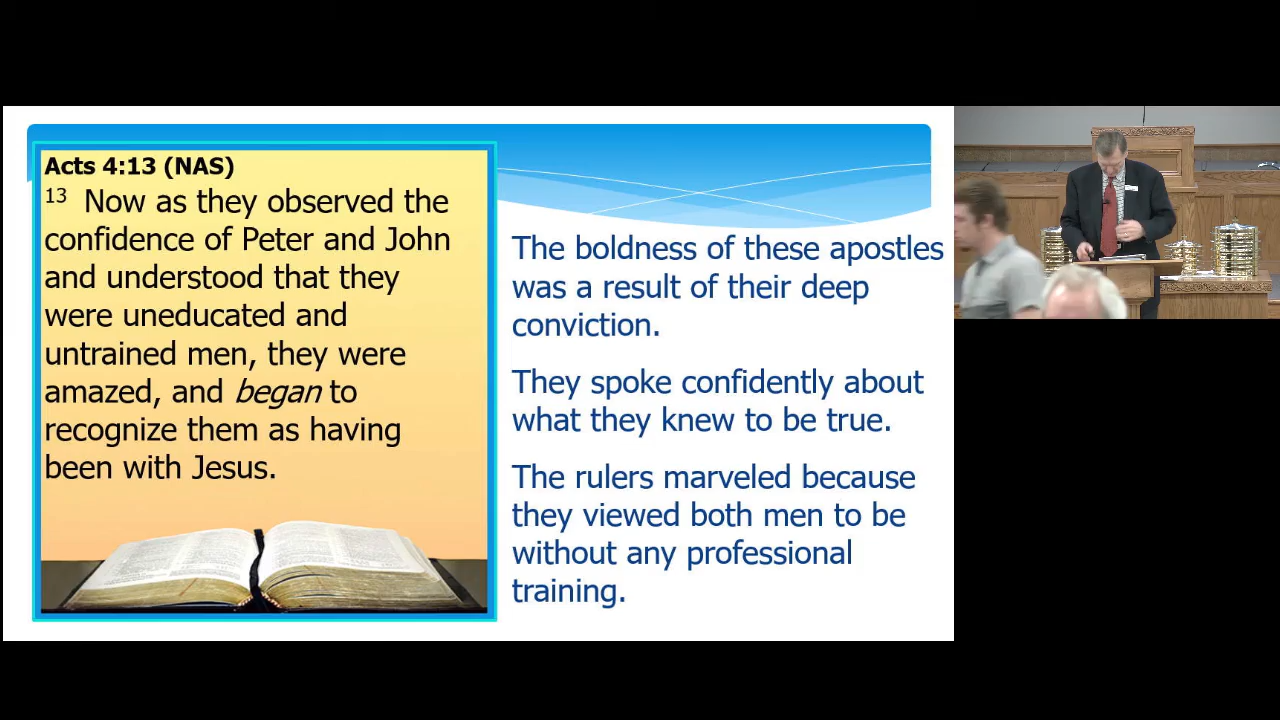 Acts 4:13 (NAS)
13 Now as they observed the
confidence of Peter and John
and understood that they
were uneducated and
untrained men, they were
amazed, and began to
recognize them as having
been with Jesus.
The boldness of these apostles
was a result of their deep
conviction.
They spoke confidently about
what they knew to be true.
The rulers marveled because
they viewed both men to be
without any professional
training.